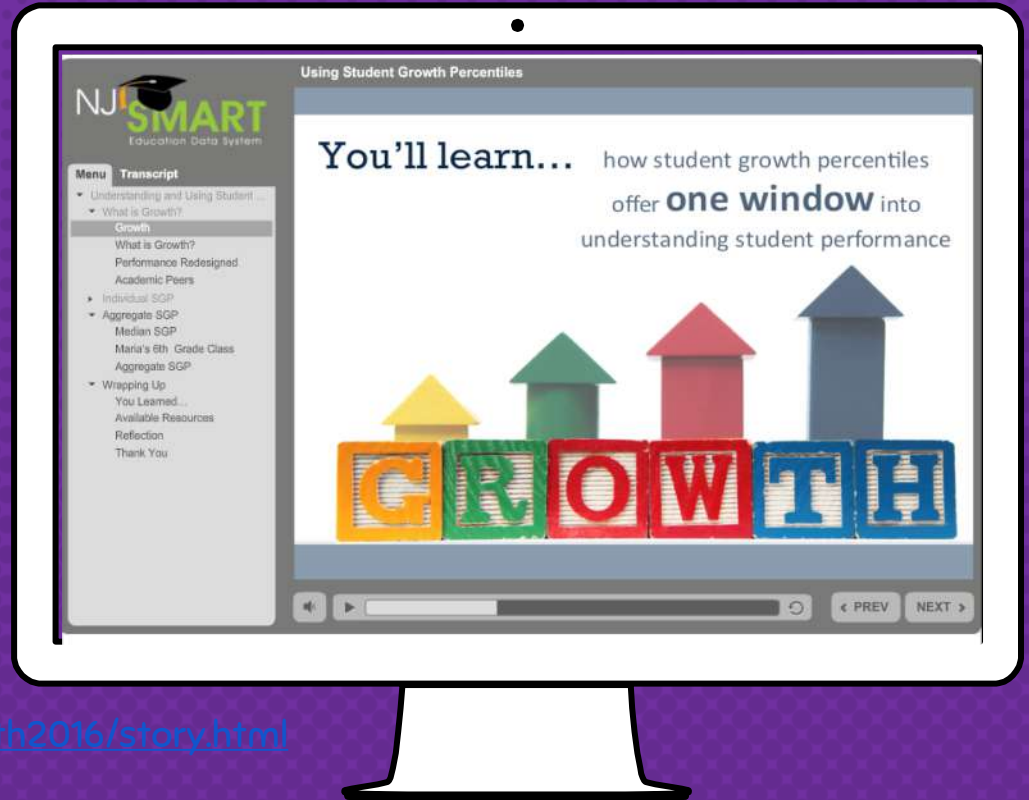 Using Student Growth Percentiles
NJ SMART
Education Data System
Menu Transcript
Understanding and Using Student ...
What is Growth?
Growth
What is Growth?
Performance Redesigned
Academic Peers
Individual SGP
Aggregate SGP
Median SGP
Maria's 6th Grade Class
Aggregate SGP
Wrapping Up
You Learned...
Available Resources
Reflection
Thank You
You'll learn... how student growth percentiles
offer one window into
understanding student performance
GROWTH
PREV NEXT
th2016/story.html